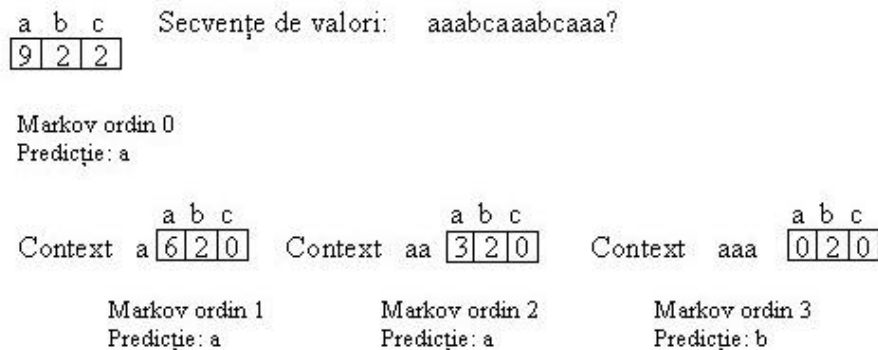 a b c Secvențe de valori: aaabcaaabcaaa?
9 2 2
Markov ordin 0
Predicție: a
a b c a b c a b c
Context a 6 2 0 Context aa 3 2 0 Context aaa 0 2 0
Markov ordin 1 Markov ordin 2 Markov ordin 3
Predicție: a Predicție: a Predicție: b